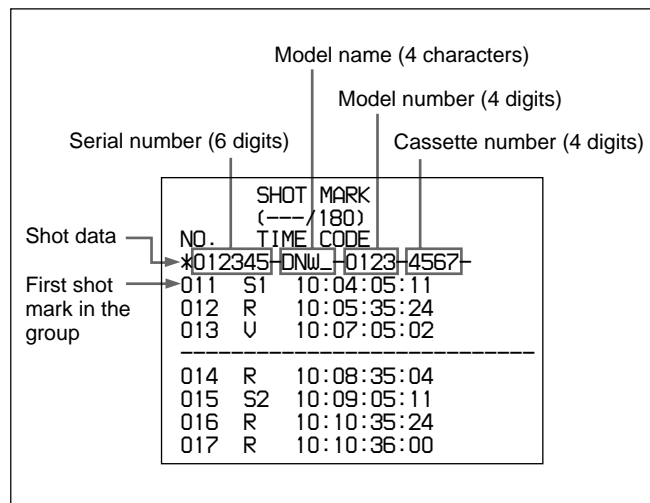 Model name (4 characters)
Model number (4 digits)
Serial number (6 digits)
Cassette number (4 digits)
SHOT MARK
(---/180)
NO. TIME CODE
Shot data
*012345-DNW_-0123-4567-
First shot mark in the group
011 S1 10:04:05:11
012 R 10:05:35:24
013 V 10:07:05:02
-----------------------------
014 R 10:08:35:04
015 S2 10:09:05:11
016 R 10:10:35:24
017 R 10:10:36:00